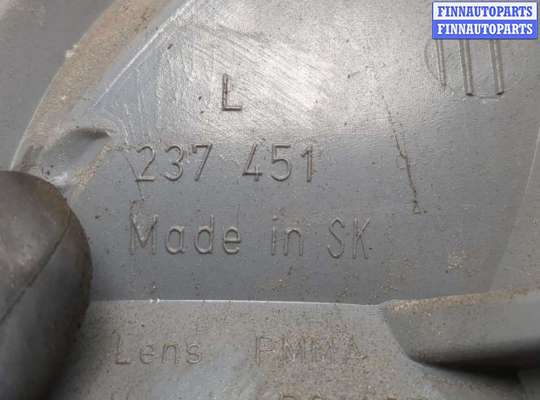 FINNAUTOPARTS
FINNAUTOPARTS
L
237 451
Made in SK
Lens PMMA